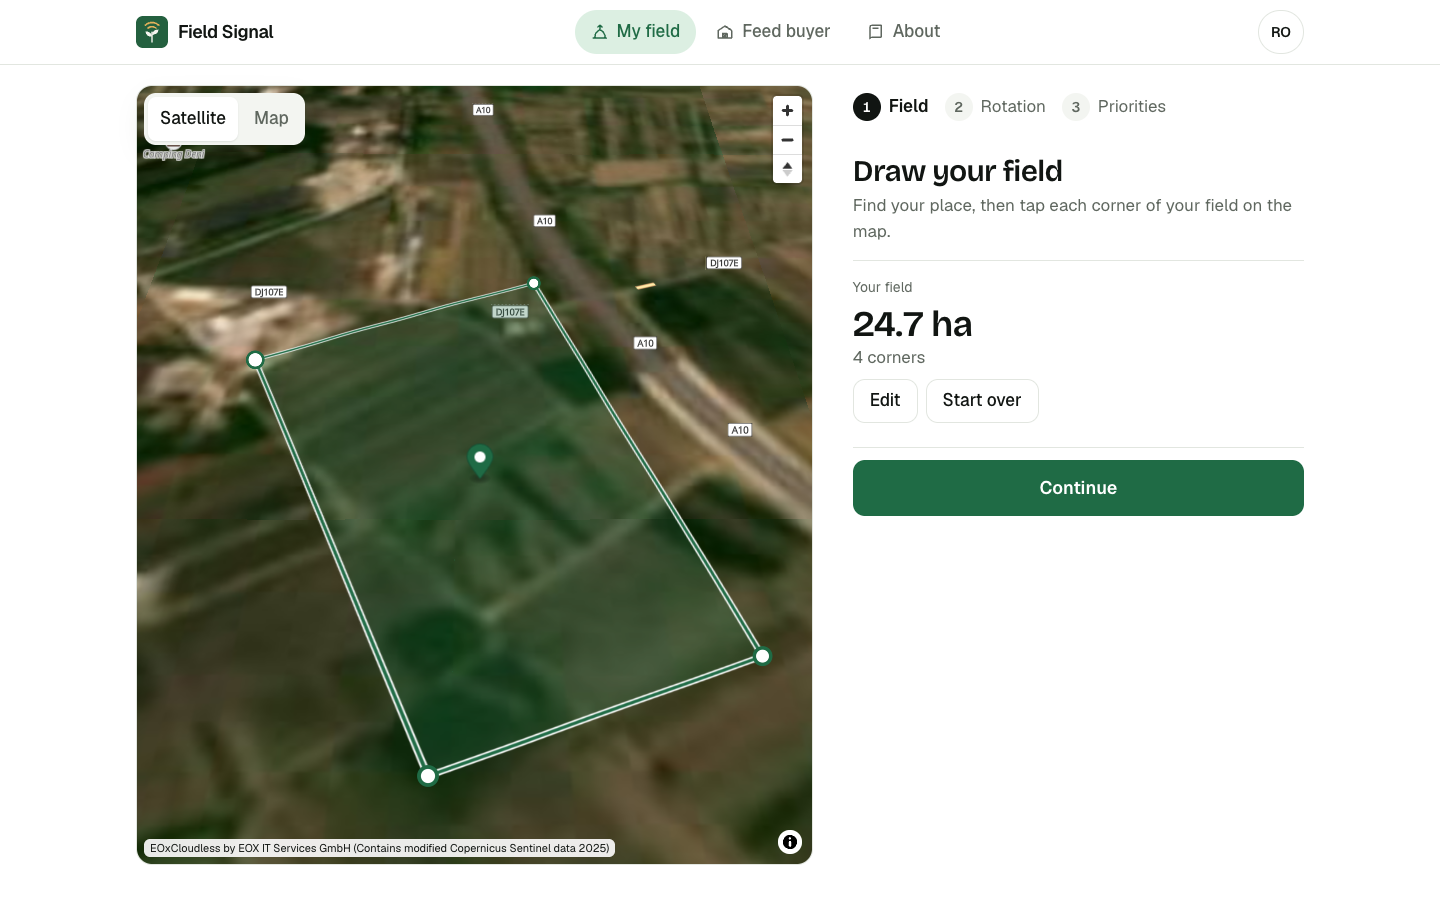 Field Signal
My field
Feed buyer
About
RO
Satellite
Map
Camping Deni
A10
A10
DJ107E
DJ107E
DJ107E
A10
A10
EOxCloudless by EOX IT Services GmbH (Contains modified Copernicus Sentinel data 2025)
1 Field
2 Rotation
3 Priorities
Draw your field
Find your place, then tap each corner of your field on the
map.
Your field
24.7 ha
4 corners
Edit
Start over
Continue